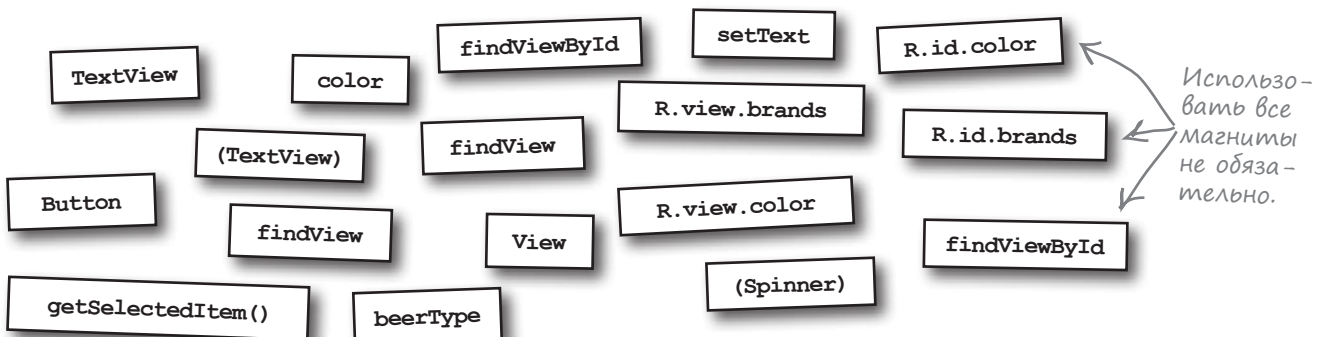 findViewById
setText
R.id.color
TextView
color
R.view.brands
Использо-
вать все
магниты
не обяза-
тельно.
(TextView)
findView
R.id.brands
Button
findView
View
R.view.color
findViewById
getSelectedItem()
beerType
(Spinner)